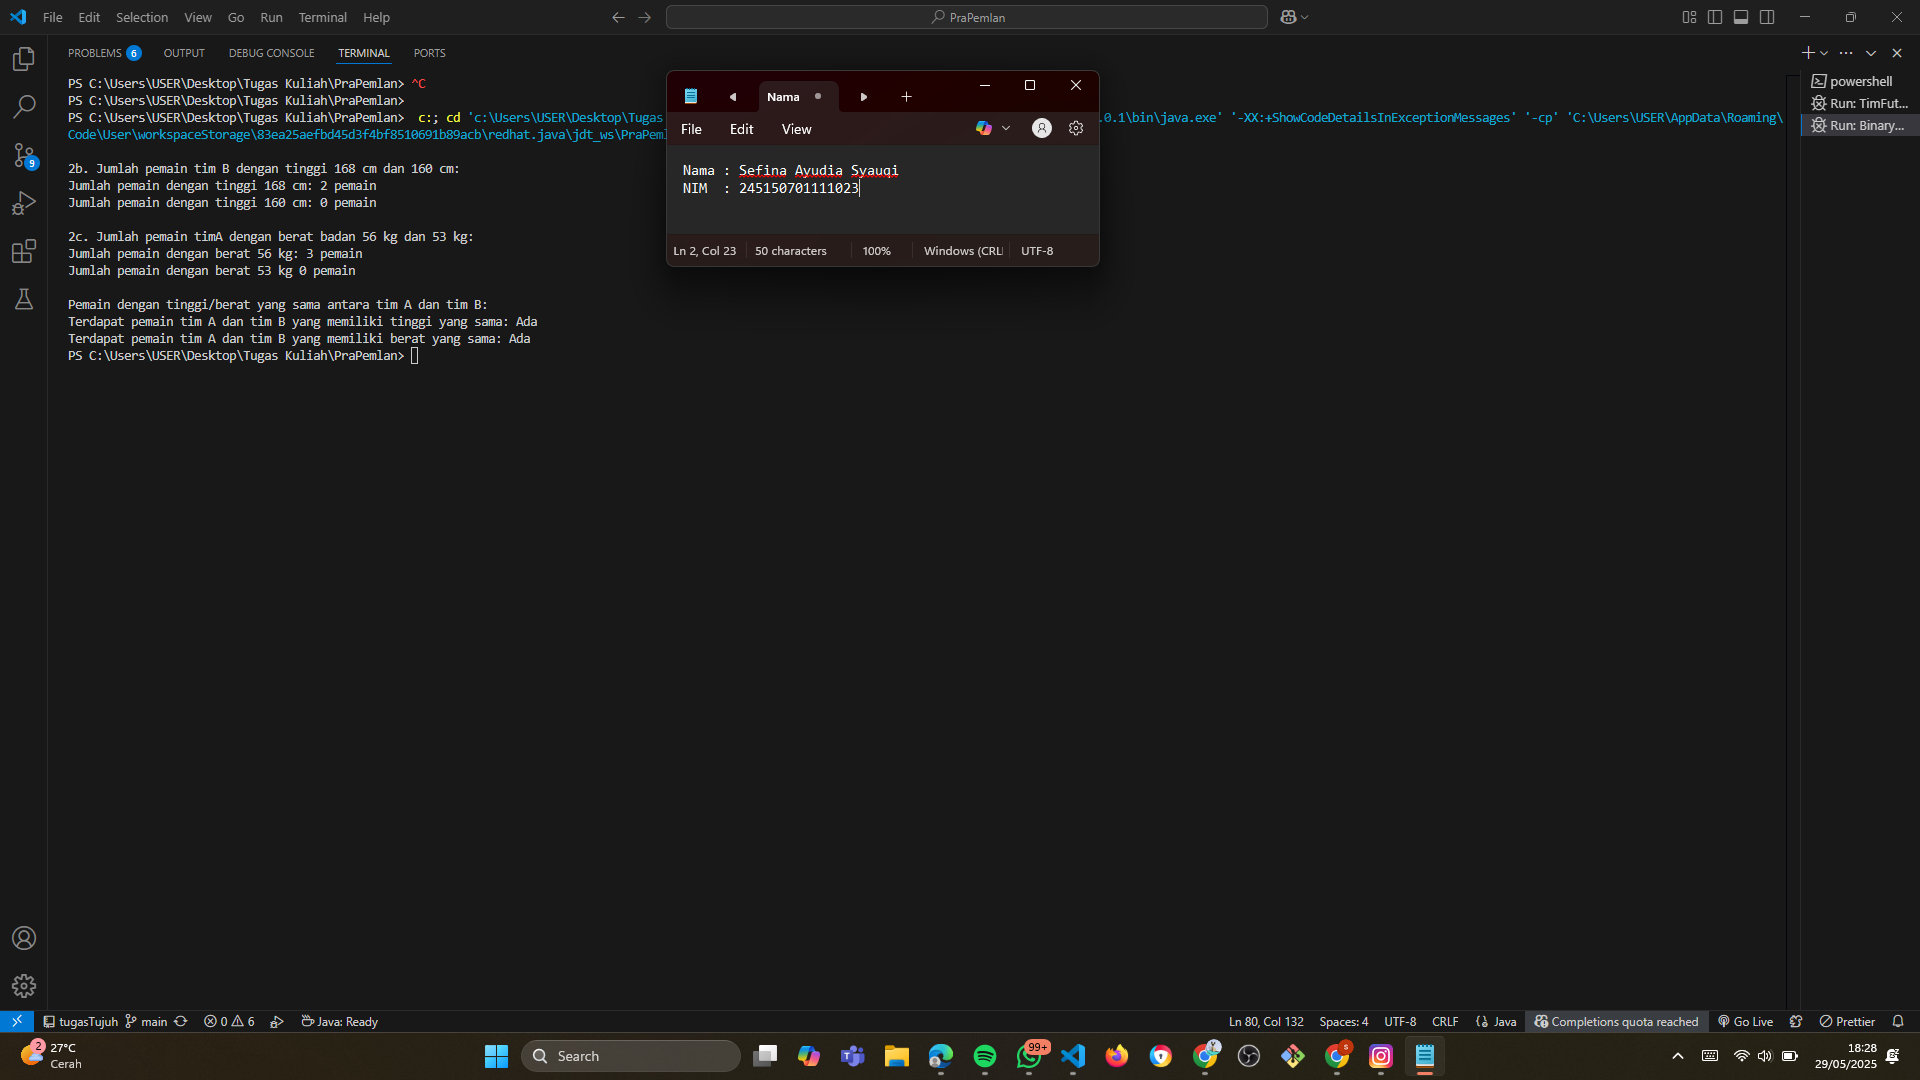 File Edit Selection View Go Run Terminal Help
PraPemlan
PROBLEMS 6 OUTPUT DEBUG CONSOLE TERMINAL PORTS
PS C:\Users\USER\Desktop\Tugas Kuliah\PraPemlan> ^C
PS C:\Users\USER\Desktop\Tugas Kuliah\PraPemlan>
PS C:\Users\USER\Desktop\Tugas Kuliah\PraPemlan>  c:; cd 'c:\Users\USER\Desktop\Tugas .0.1\bin\java.exe' '-XX:+ShowCodeDetailsInExceptionMessages' '-cp' 'C:\Users\USER\AppData\Roaming\
Code\User\workspaceStorage\83ea25aefbd45d3f4bf8510691b89acb\redhat.java\jdt_ws\PraPeml
2b. Jumlah pemain tim B dengan tinggi 168 cm dan 160 cm:
Jumlah pemain dengan tinggi 168 cm: 2 pemain
Jumlah pemain dengan tinggi 160 cm: 0 pemain
2c. Jumlah pemain timA dengan berat badan 56 kg dan 53 kg:
Jumlah pemain dengan berat 56 kg: 3 pemain
Jumlah pemain dengan berat 53 kg 0 pemain
Pemain dengan tinggi/berat yang sama antara tim A dan tim B:
Terdapat pemain tim A dan tim B yang memiliki tinggi yang sama: Ada
Terdapat pemain tim A dan tim B yang memiliki berat yang sama: Ada
PS C:\Users\USER\Desktop\Tugas Kuliah\PraPemlan>
Nama
File Edit View
Nama : Sefina Ayudia Syauqi
NIM  : 245150701111023
Ln 2, Col 23 50 characters 100% Windows (CRL UTF-8
powershell
Run: TimFut...
Run: Binary...
9
tugasTujuh main 0 6 Java: Ready
Ln 80, Col 132 Spaces: 4 UTF-8 CRLF Java Completions quota reached Go Live Prettier
2
27°C
Cerah
Search
99+
18:28
29/05/2025